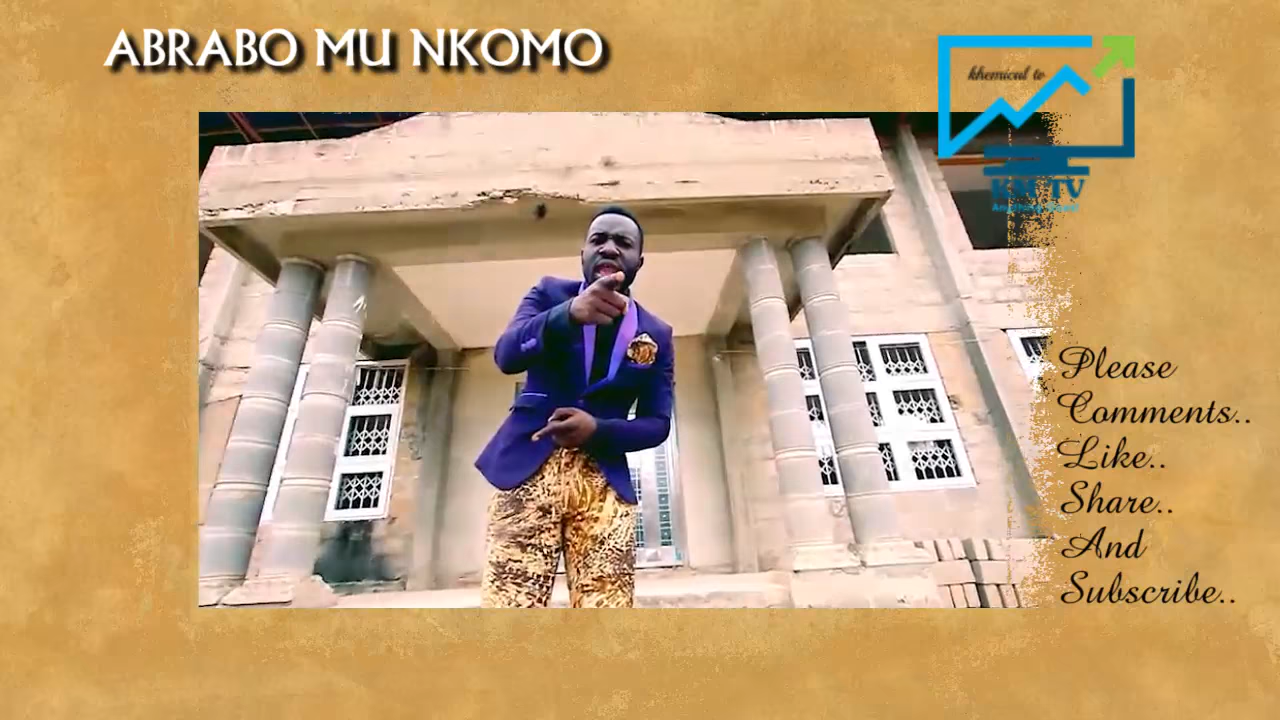 ABRABO MU NKOMO
khemical tv
KM TV
Please
Comments..
Like..
Share..
And
Subscribe..